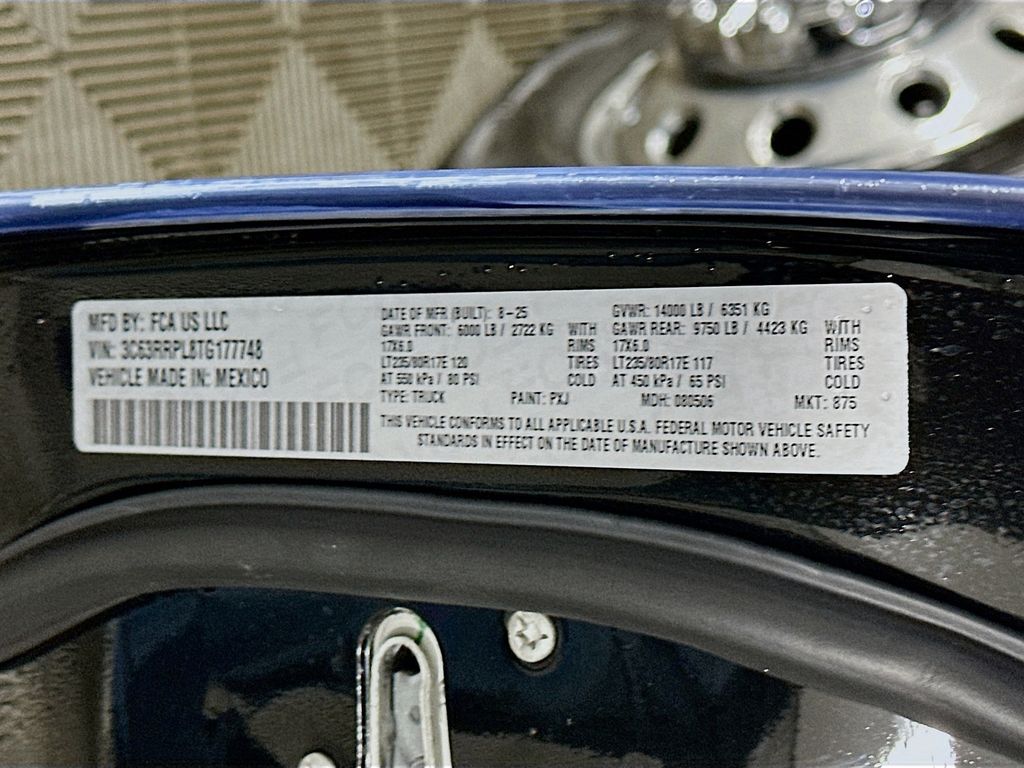 MFD BY: FCA US LLC
VIN: 3C63RRPL8TG177748
VEHICLE MADE IN: MEXICO
DATE OF MFR (BUILT): 8-25
GAWR FRONT: 6000 LB / 2722 KG WITH
17X6.0 RIMS
LT235/80R17E 120 TIRES
AT 550 kPa / 80 PSI COLD
TYPE: TRUCK PAINT: PXJ
GVWR: 14000 LB / 6351 KG
GAWR REAR: 9750 LB / 4423 KG WITH
17X6.0 RIMS
LT235/80R17E 117 TIRES
AT 450 kPa / 65 PSI COLD
MDH: 080506 MKT: 875
THIS VEHICLE CONFORMS TO ALL APPLICABLE U.S.A. FEDERAL MOTOR VEHICLE SAFETY
STANDARDS IN EFFECT ON THE DATE OF MANUFACTURE SHOWN ABOVE.